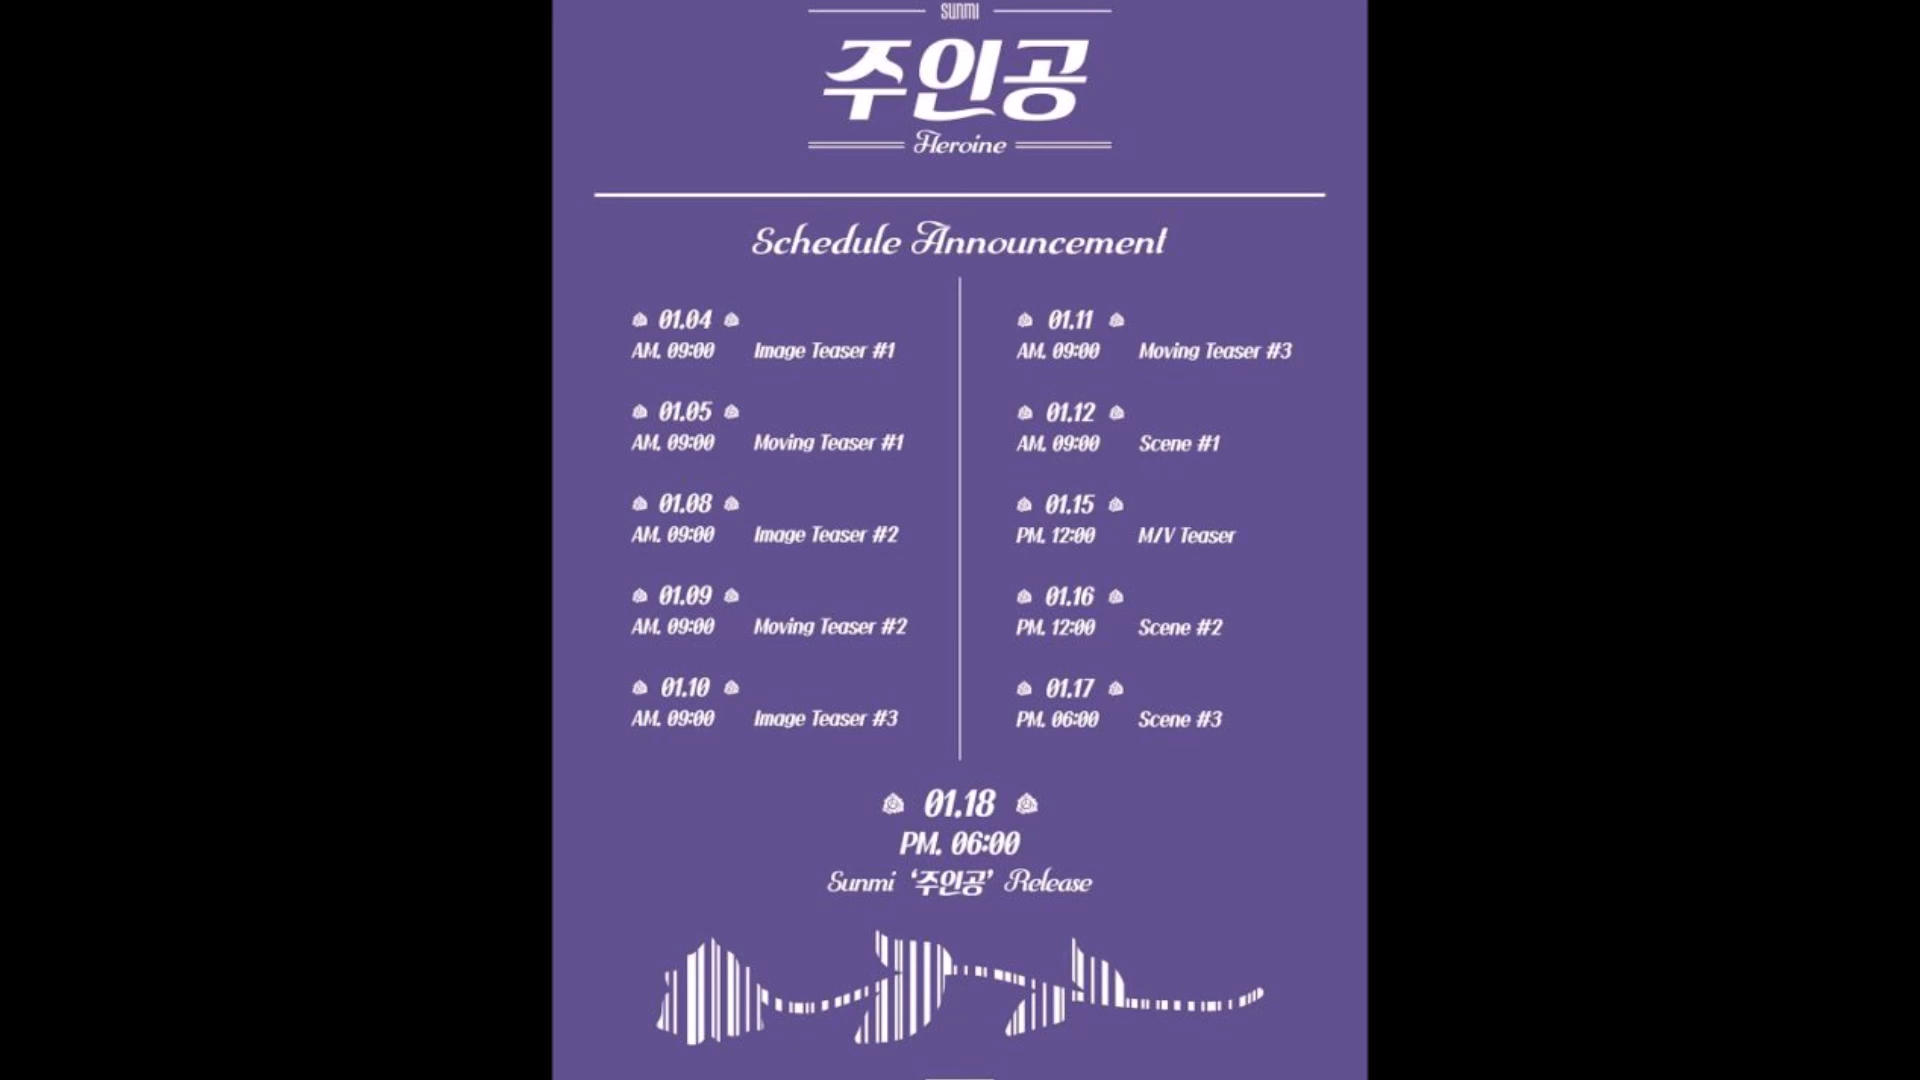 SUNMI
주인공
Heroine
Schedule Announcement
01.04
AM. 09:00 Image Teaser #1
01.05
AM. 09:00 Moving Teaser #1
01.08
AM. 09:00 Image Teaser #2
01.09
AM. 09:00 Moving Teaser #2
01.10
AM. 09:00 Image Teaser #3
01.11
AM. 09:00 Moving Teaser #3
01.12
AM. 09:00 Scene #1
01.15
PM. 12:00 M/V Teaser
01.16
PM. 12:00 Scene #2
01.17
PM. 06:00 Scene #3
01.18
PM. 06:00
Sunmi ‘주인공’ Release